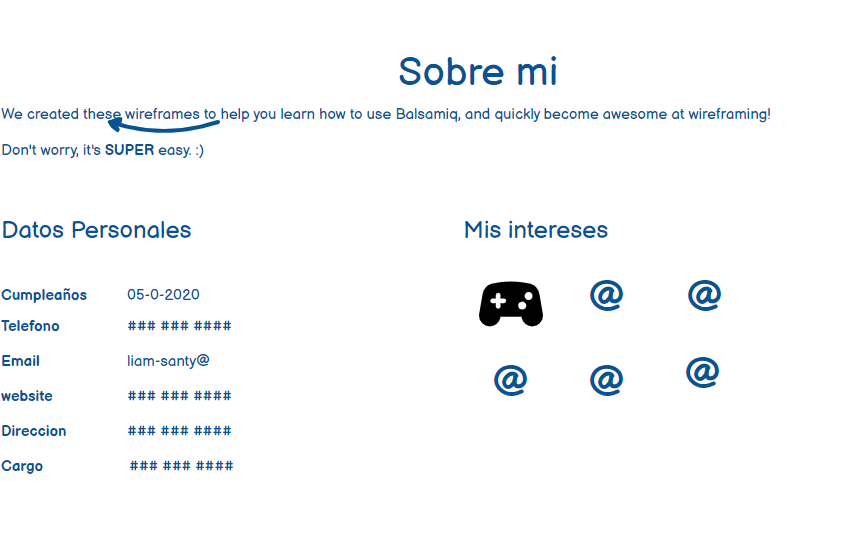 Sobre mi
We created these wireframes to help you learn how to use Balsamiq, and quickly become awesome at wireframing!
Don't worry, it's SUPER easy. :)
Datos Personales
Cumpleaños 05-0-2020
Telefono ### ### ####
Email liam-santy@
website ### ### ####
Direccion ### ### ####
Cargo ### ### ####
Mis intereses
@ @
@ @ @